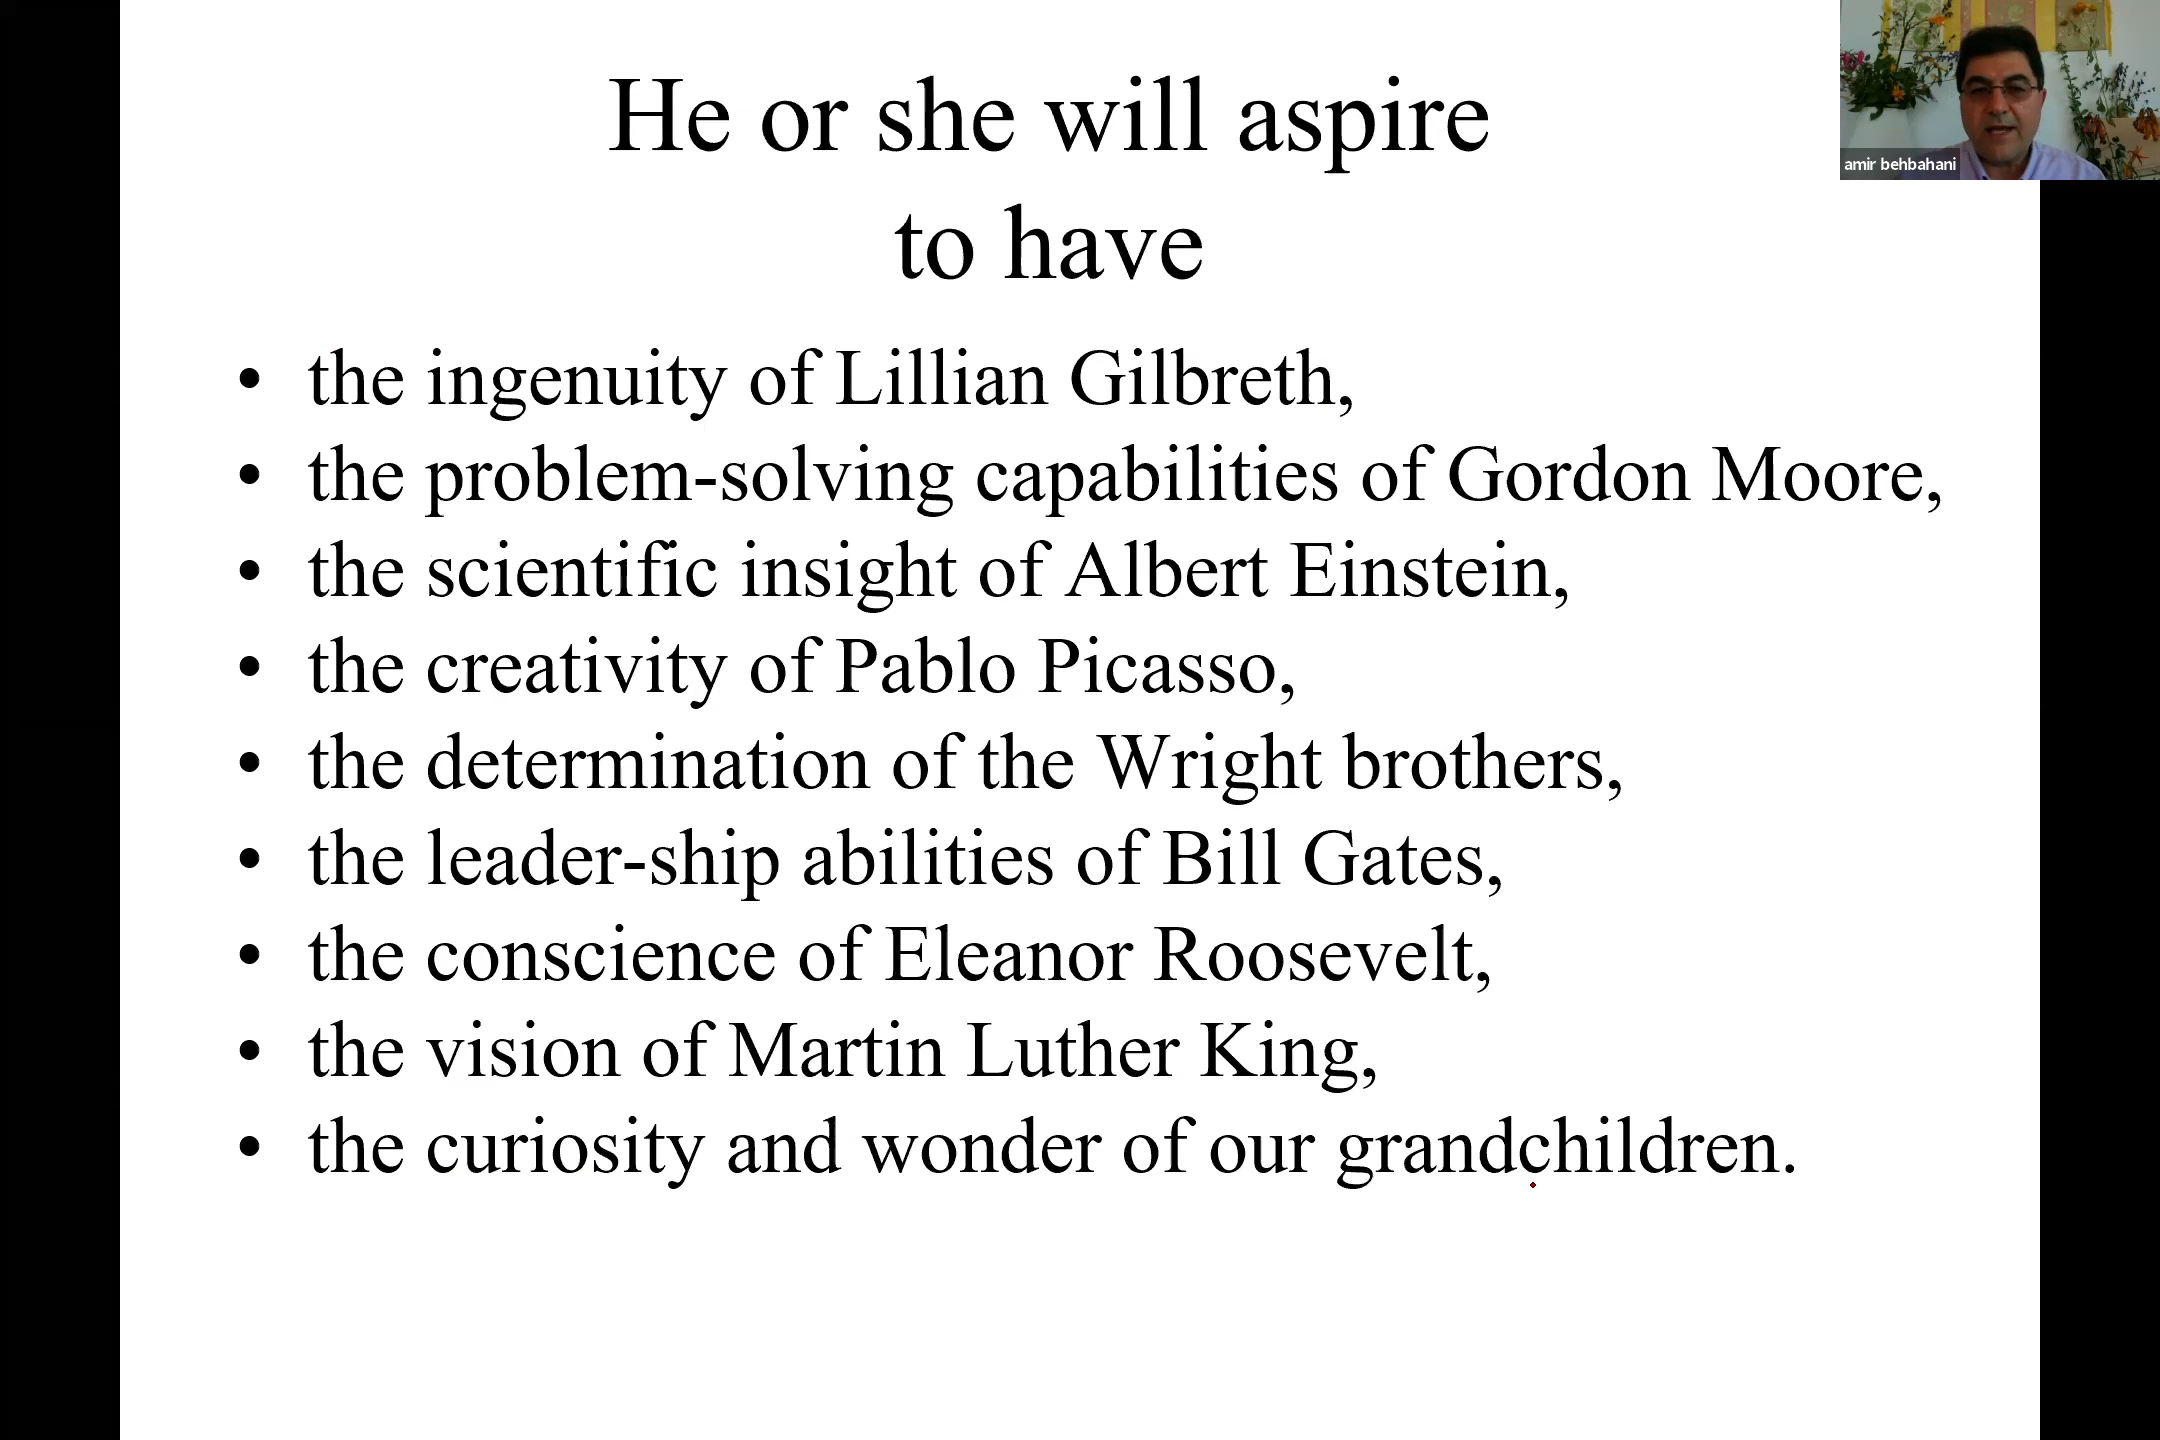 He or she will aspire
to have
• the ingenuity of Lillian Gilbreth,
• the problem-solving capabilities of Gordon Moore,
• the scientific insight of Albert Einstein,
• the creativity of Pablo Picasso,
• the determination of the Wright brothers,
• the leader-ship abilities of Bill Gates,
• the conscience of Eleanor Roosevelt,
• the vision of Martin Luther King,
• the curiosity and wonder of our grandchildren.
amir behbahani